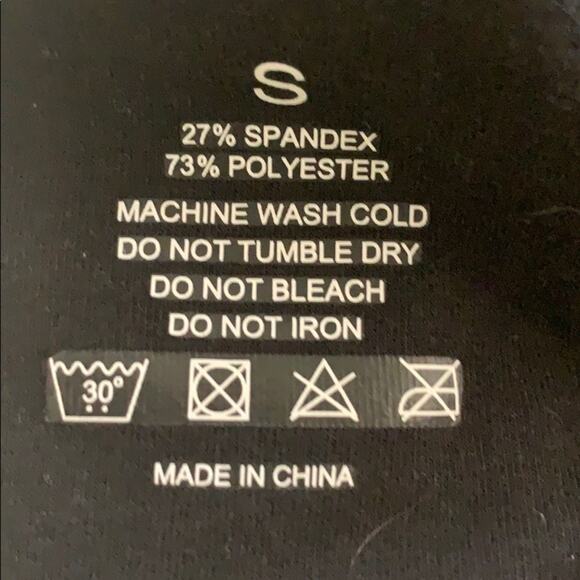 S
27% SPANDEX
73% POLYESTER
MACHINE WASH COLD
DO NOT TUMBLE DRY
DO NOT BLEACH
DO NOT IRON
30°
MADE IN CHINA